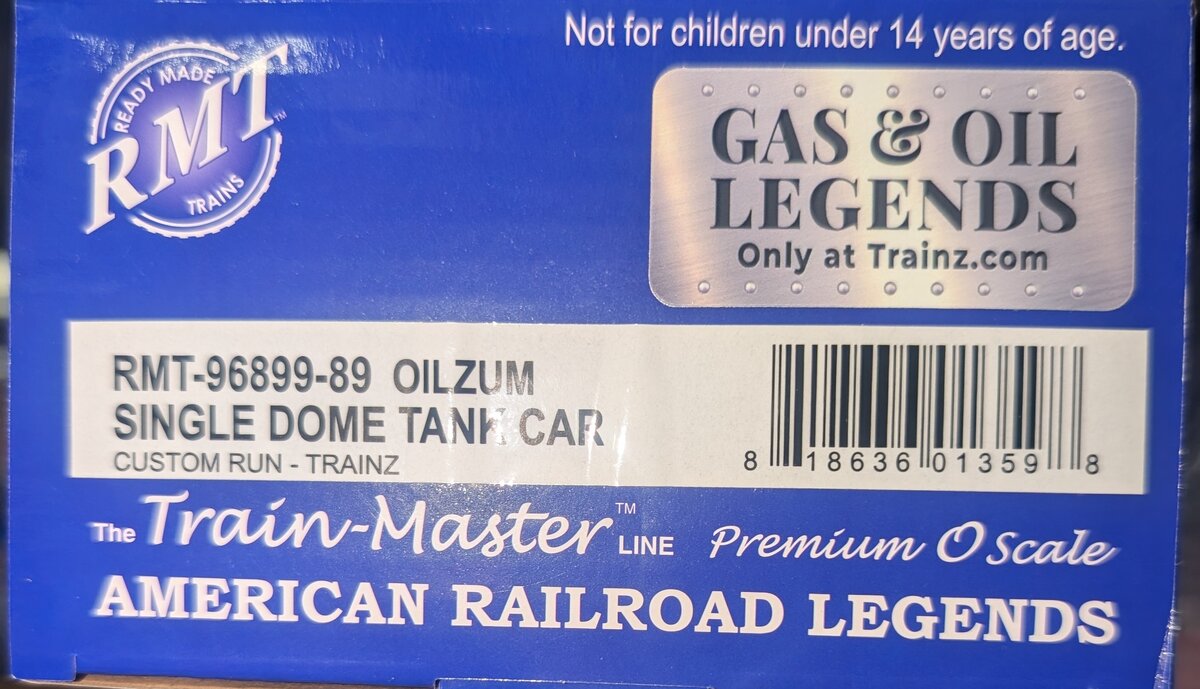 Not for children under 14 years of age.
READY MADE
RMT™
TRAINS
GAS & OIL
LEGENDS
Only at Trainz.com
RMT-96899-89 OILZUM
SINGLE DOME TANK CAR
CUSTOM RUN - TRAINZ
8 18636 01359 8
The Train-Master™ LINE Premium O Scale
AMERICAN RAILROAD LEGENDS